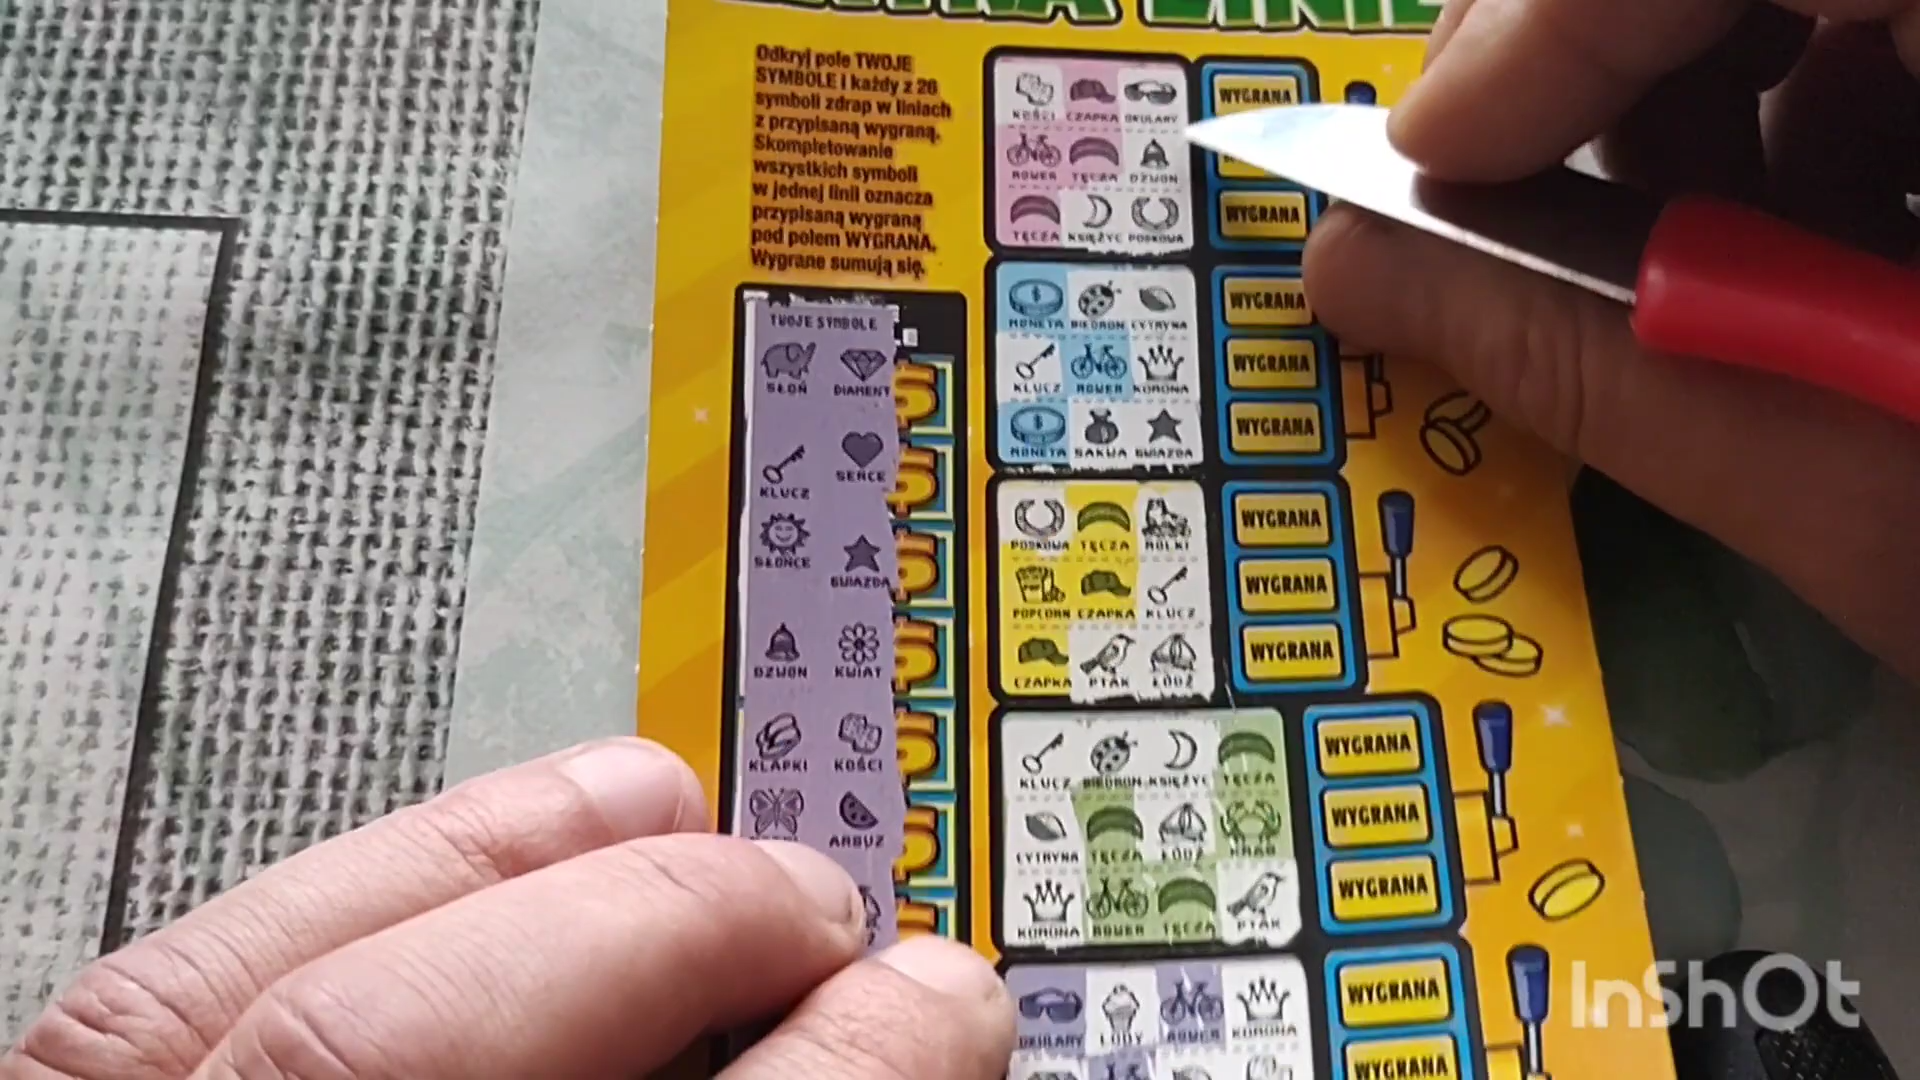 Odkryj pole TWOJE
SYMBOLE i każdy z 26
symboli zdrap w liniach
z przypisaną wygraną.
Skompletowanie
wszystkich symboli
w jednej linii oznacza
przypisaną wygraną
pod polem WYGRANA.
Wygrane sumują się.
TWOJE SYMBOLE
SŁOŃ DIAMENT
KLUCZ SERCE
SŁOŃCE GWIAZDA
DZWON KWIAT
KLAPKI KOŚCI
ARBUZ
KOŚCI CZAPKA OKULARY
ROWER TĘCZA DZWON
TĘCZA KSIĘŻYC PODKOWA
WYGRANA
WYGRANA
MONETA BIEDRON CYTRYNA
KLUCZ ROWER KORONA
MONETA SAKWA GWIAZDA
WYGRANA
WYGRANA
WYGRANA
PODKOWA TĘCZA ROLKI
POPCORN CZAPKA KLUCZ
CZAPKA PTAK ŁÓDŹ
WYGRANA
WYGRANA
WYGRANA
KLUCZ BIEDRON KSIĘŻYC TĘCZA
CYTRYNA TĘCZA ŁÓDŹ KRAB
KORONA ROWER TĘCZA PTAK
WYGRANA
WYGRANA
WYGRANA
OKULARY LODY ROWER KORONA
WYGRANA
WYGRANA
InShOt